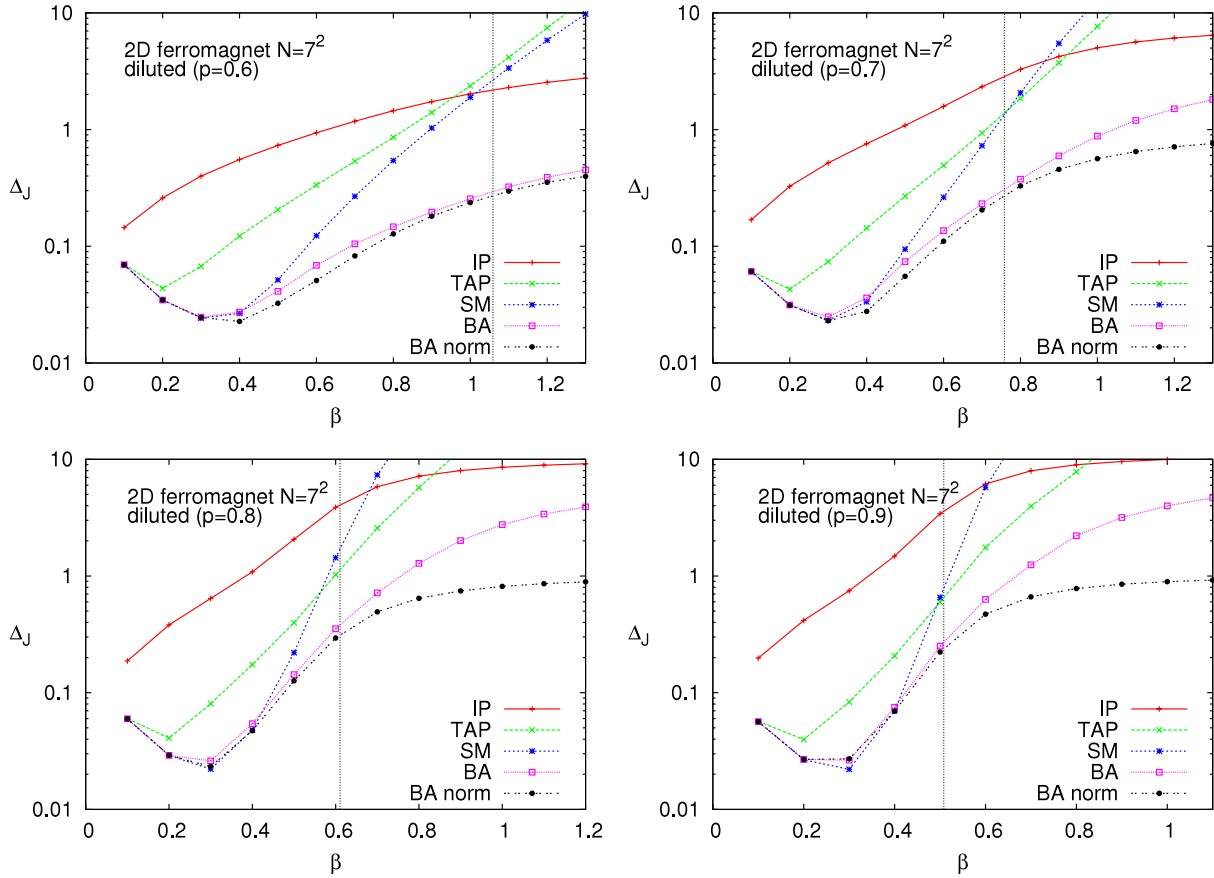 10
1
0.1
0.01
Δ_J
2D ferromagnet N=7²
diluted (p=0.6)
IP
TAP
SM
BA
BA norm
0 0.2 0.4 0.6 0.8 1 1.2
β
10
1
0.1
0.01
Δ_J
2D ferromagnet N=7²
diluted (p=0.7)
IP
TAP
SM
BA
BA norm
0 0.2 0.4 0.6 0.8 1 1.2
β
10
1
0.1
0.01
Δ_J
2D ferromagnet N=7²
diluted (p=0.8)
IP
TAP
SM
BA
BA norm
0 0.2 0.4 0.6 0.8 1 1.2
β
10
1
0.1
0.01
Δ_J
2D ferromagnet N=7²
diluted (p=0.9)
IP
TAP
SM
BA
BA norm
0 0.2 0.4 0.6 0.8 1
β